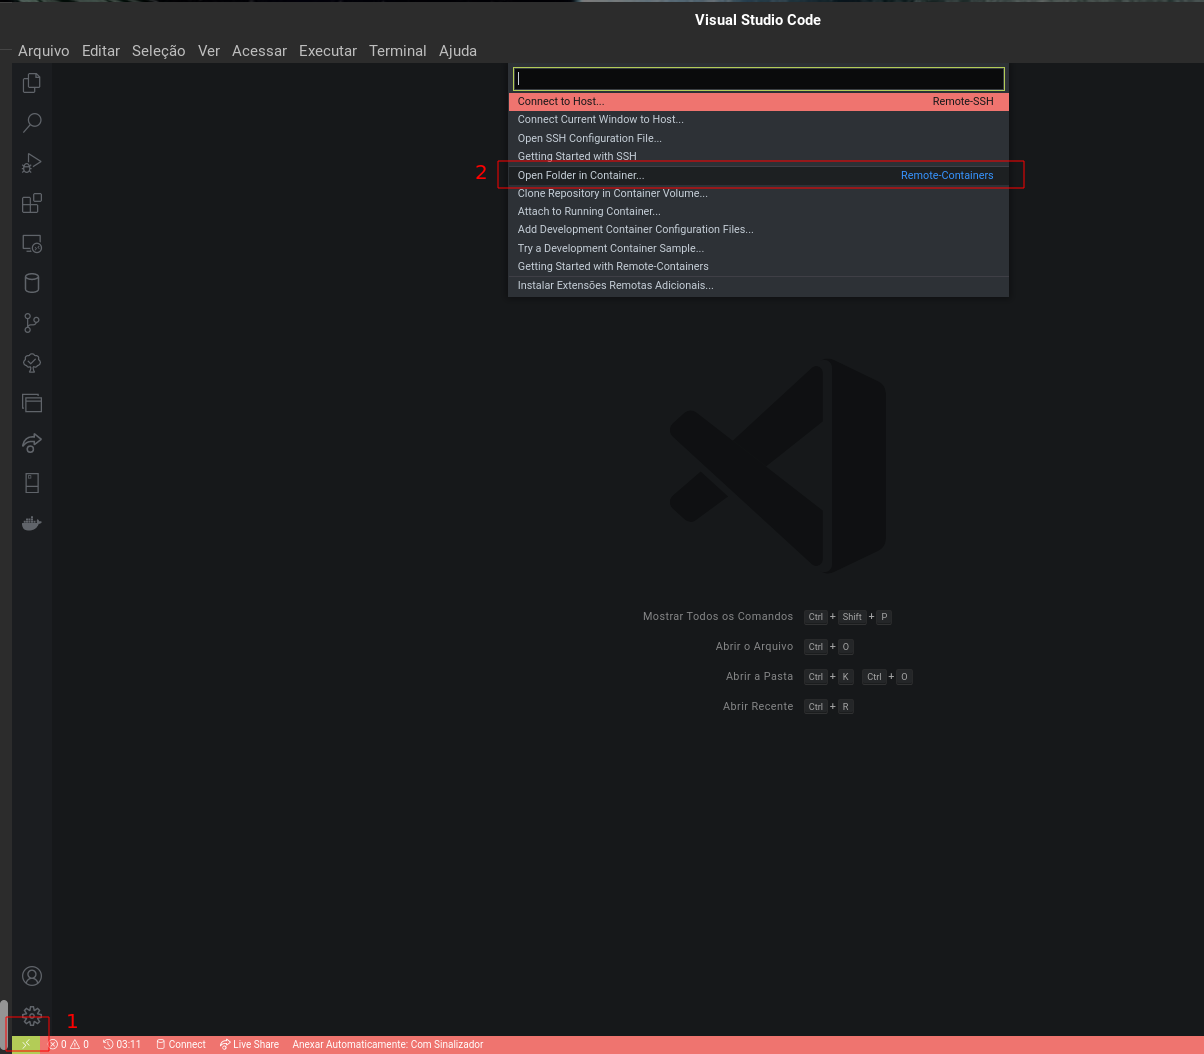 Visual Studio Code
Arquivo Editar Seleção Ver Acessar Executar Terminal Ajuda
Connect to Host... Remote-SSH
Connect Current Window to Host...
Open SSH Configuration File...
Getting Started with SSH
2 Open Folder in Container... Remote-Containers
Clone Repository in Container Volume...
Attach to Running Container...
Add Development Container Configuration Files...
Try a Development Container Sample...
Getting Started with Remote-Containers
Instalar Extensões Remotas Adicionais...
Mostrar Todos os Comandos Ctrl + Shift + P
Abrir o Arquivo Ctrl + O
Abrir a Pasta Ctrl + K Ctrl + O
Abrir Recente Ctrl + R
1
0 0 03:11 Connect Live Share Anexar Automaticamente: Com Sinalizador